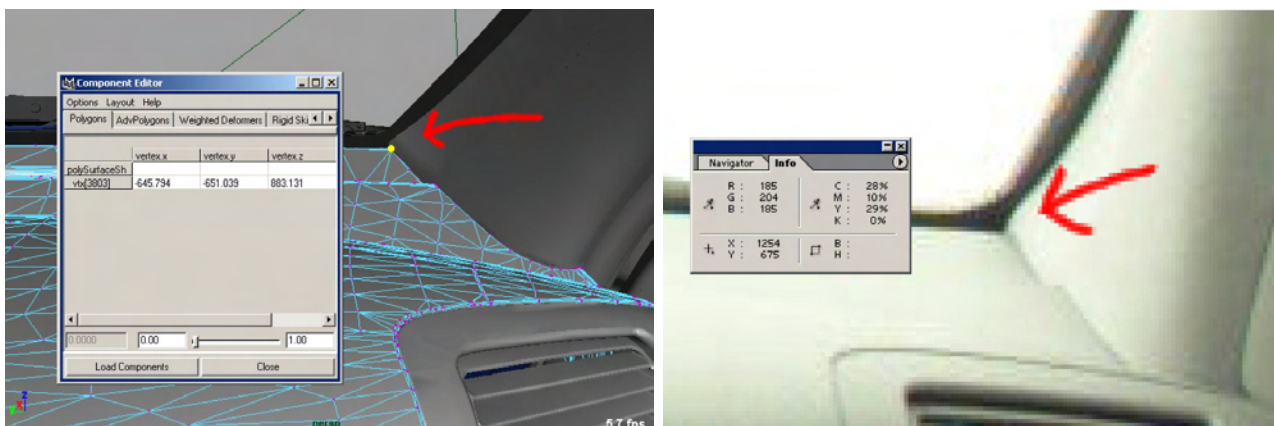 Component Editor
Options Layout Help
Polygons AdvPolygons Weighted Deformers Rigid Ski
vertex.x vertex.y vertex.z
polySurfaceSh
vtx[3803] -645.794 -651.039 883.131
0.0000 0.00 1.00
Load Components Close
z
persp
5.7 fps
Navigator Info
R : 185 C : 28%
G : 204 M : 10%
B : 185 Y : 29%
K : 0%
X : 1254 B :
Y : 675 H :